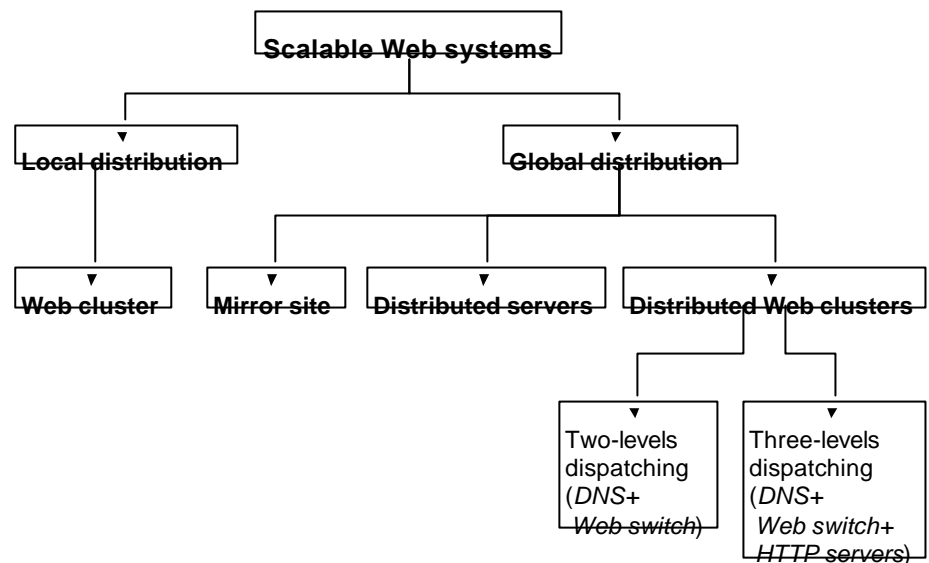 Scalable Web systems
Local distribution
Global distribution
Web cluster
Mirror site
Distributed servers
Distributed Web clusters
Two-levels
dispatching
(DNS+
Web switch)
Three-levels
dispatching
(DNS+
Web switch+
HTTP servers)